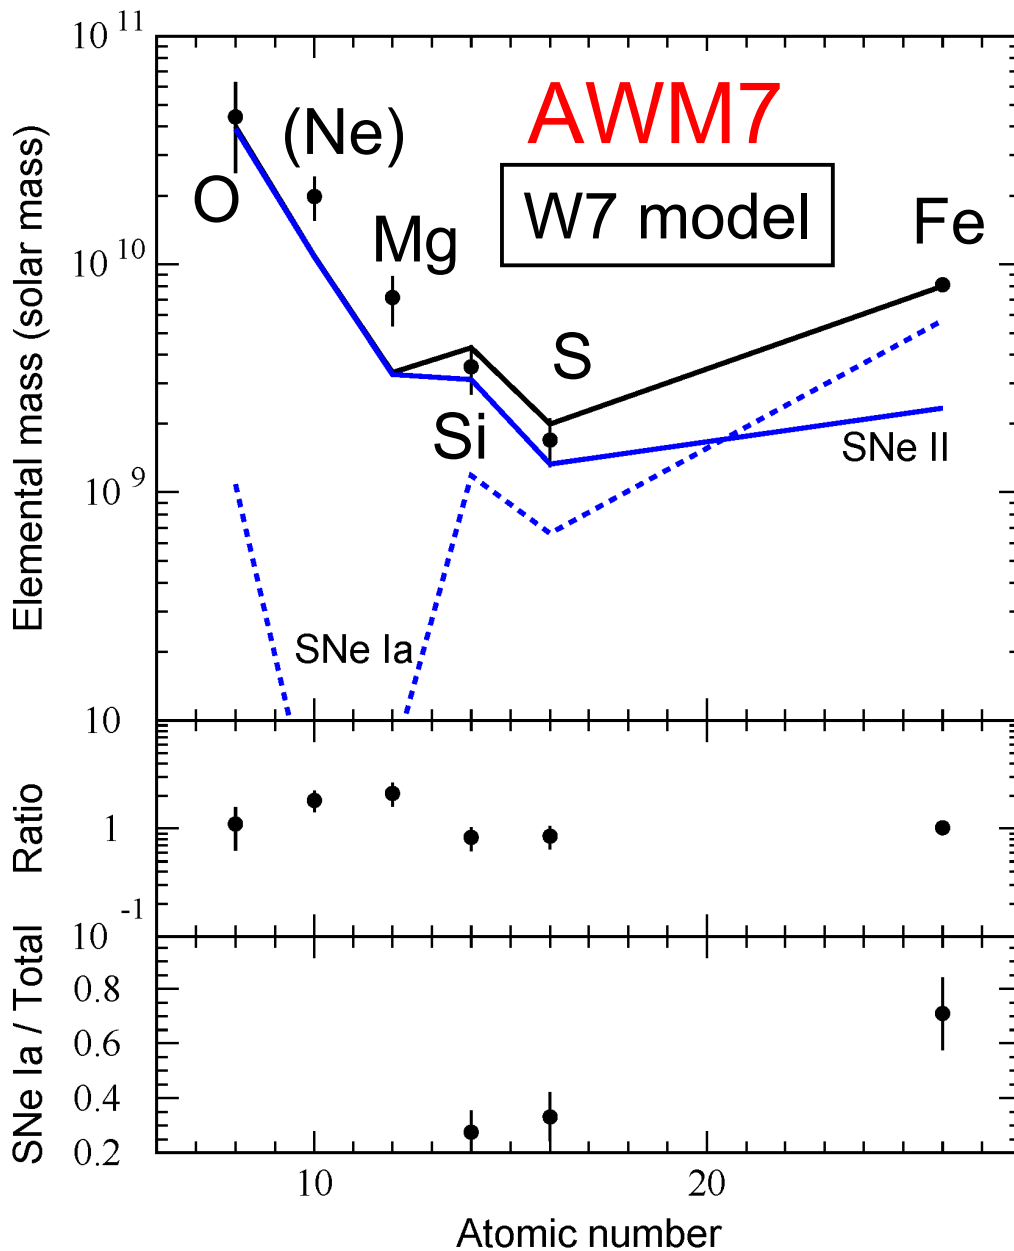 10^11
AWM7
(Ne)
O
W7 model
Mg
Fe
10^10
S
Si
SNe II
10^9
SNe Ia
Elemental mass (solar mass)
10
1
-1
Ratio
10
0.8
0.6
0.4
0.2
SNe Ia / Total
10
20
Atomic number